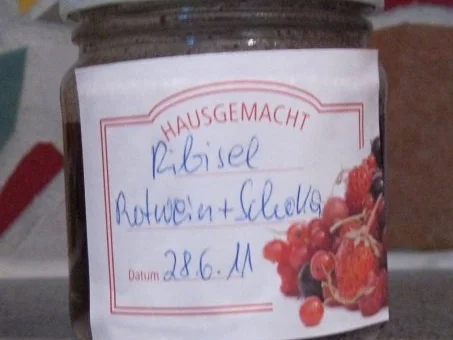 HAUSGEMACHT
Ribisel
Rotwein + Schoko
Datum 28.6.11